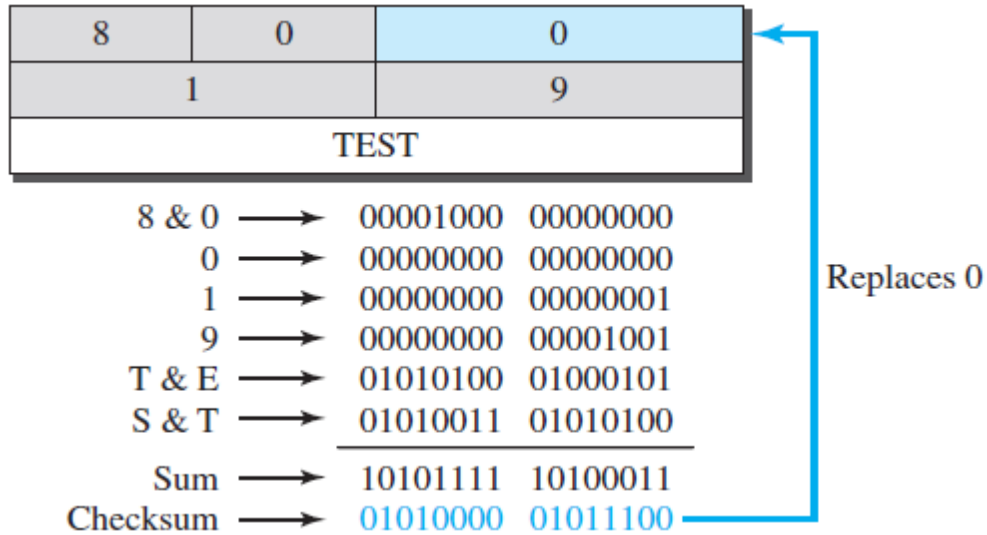 8 0 0
1 9
TEST
8 & 0 00001000 00000000
0 00000000 00000000
1 00000000 00000001
9 00000000 00001001
T & E 01010100 01000101
S & T 01010011 01010100
Sum 10101111 10100011
Checksum 01010000 01011100
Replaces 0